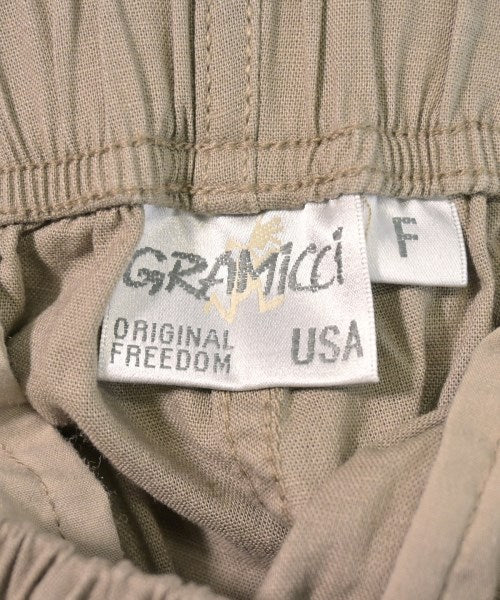 GRAMiCCi
ORIGINAL
FREEDOM
USA
F